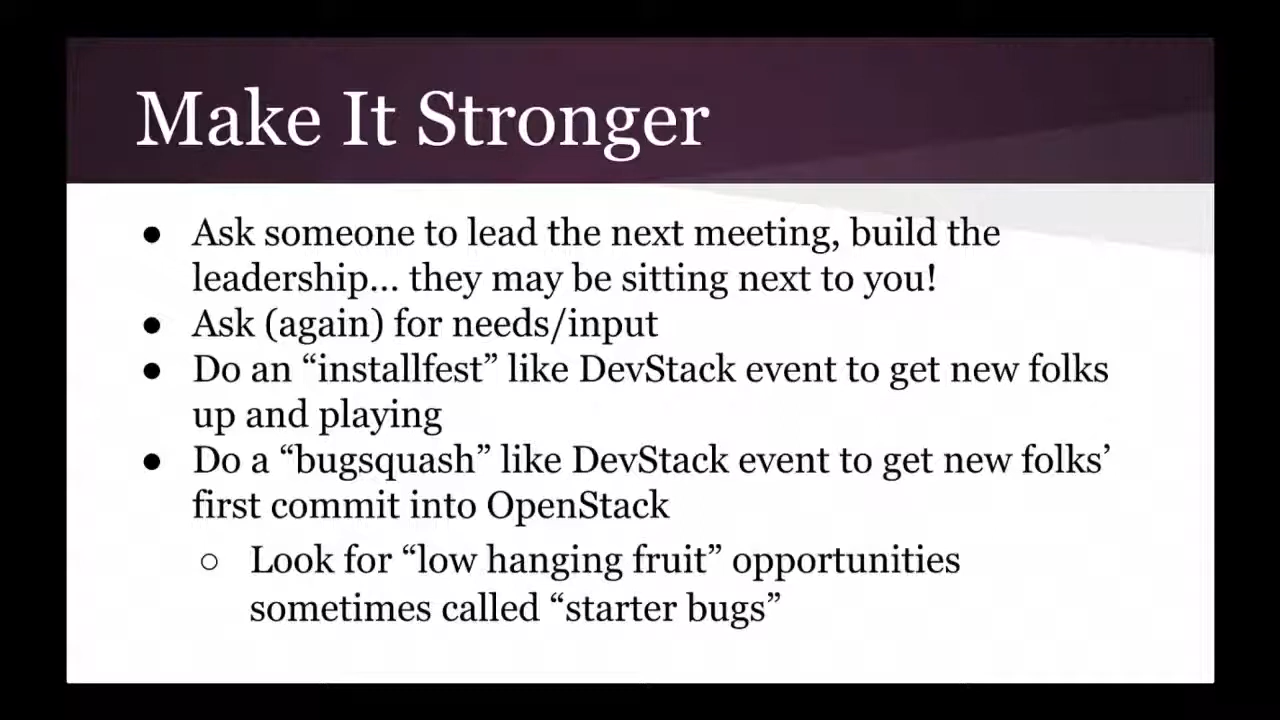 Make It Stronger
● Ask someone to lead the next meeting, build the
leadership... they may be sitting next to you!
● Ask (again) for needs/input
● Do an “installfest” like DevStack event to get new folks
up and playing
● Do a “bugsquash” like DevStack event to get new folks’
first commit into OpenStack
○ Look for “low hanging fruit” opportunities
sometimes called “starter bugs”